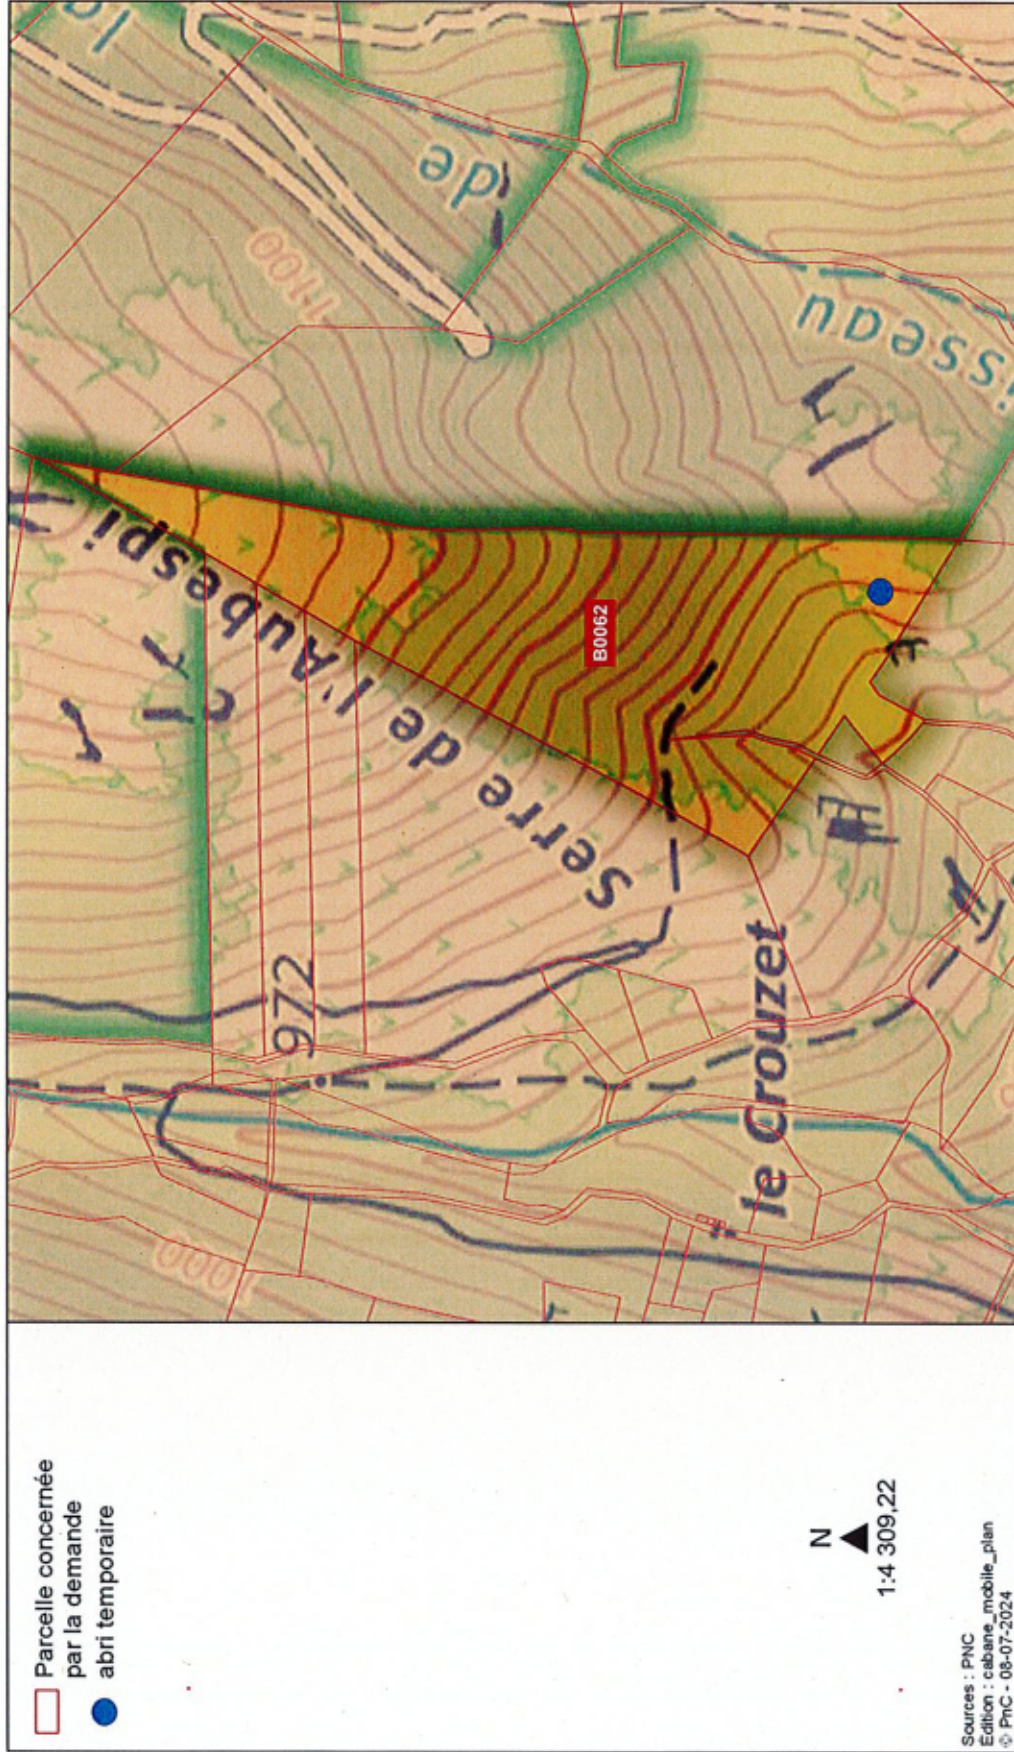 Parcelle concernée
par la demande
abri temporaire
N
1:4 309,22
Sources : PNC
Édition : cabane_mobile_plan
© PnC - 08-07-2024
1000
972
le Crouzet
Serre de l'Aubespi
B0062
1100
de
isseau